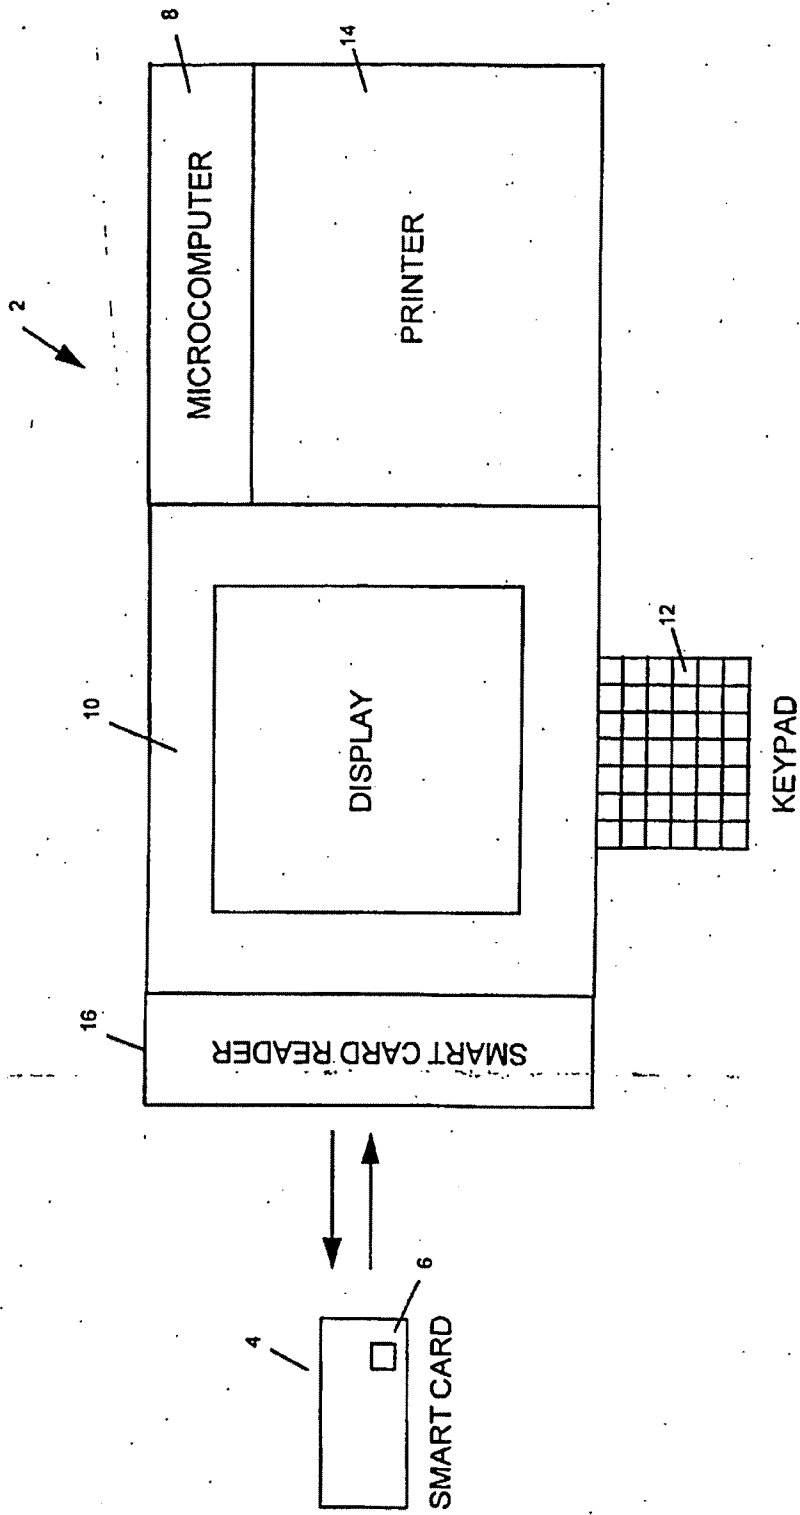 2
8
MICROCOMPUTER
14
PRINTER
10
DISPLAY
12
KEYPAD
16
SMART CARD READER
4
6
SMART CARD